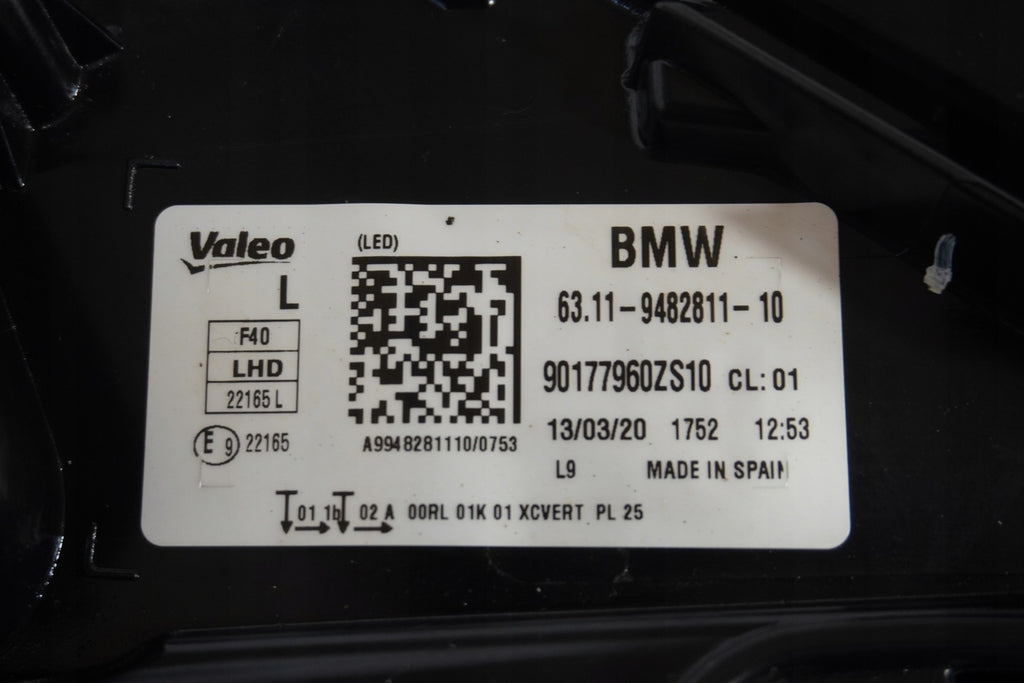 Valeo
L
F40
LHD
22165 L
E 9 22165
(LED)
A9948281110/0753
BMW
63.11-9482811-10
90177960ZS10 CL: 01
13/03/20 1752 12:53
L9 MADE IN SPAIN
01 1b 02 A 00RL 01K 01 XCVERT PL 25